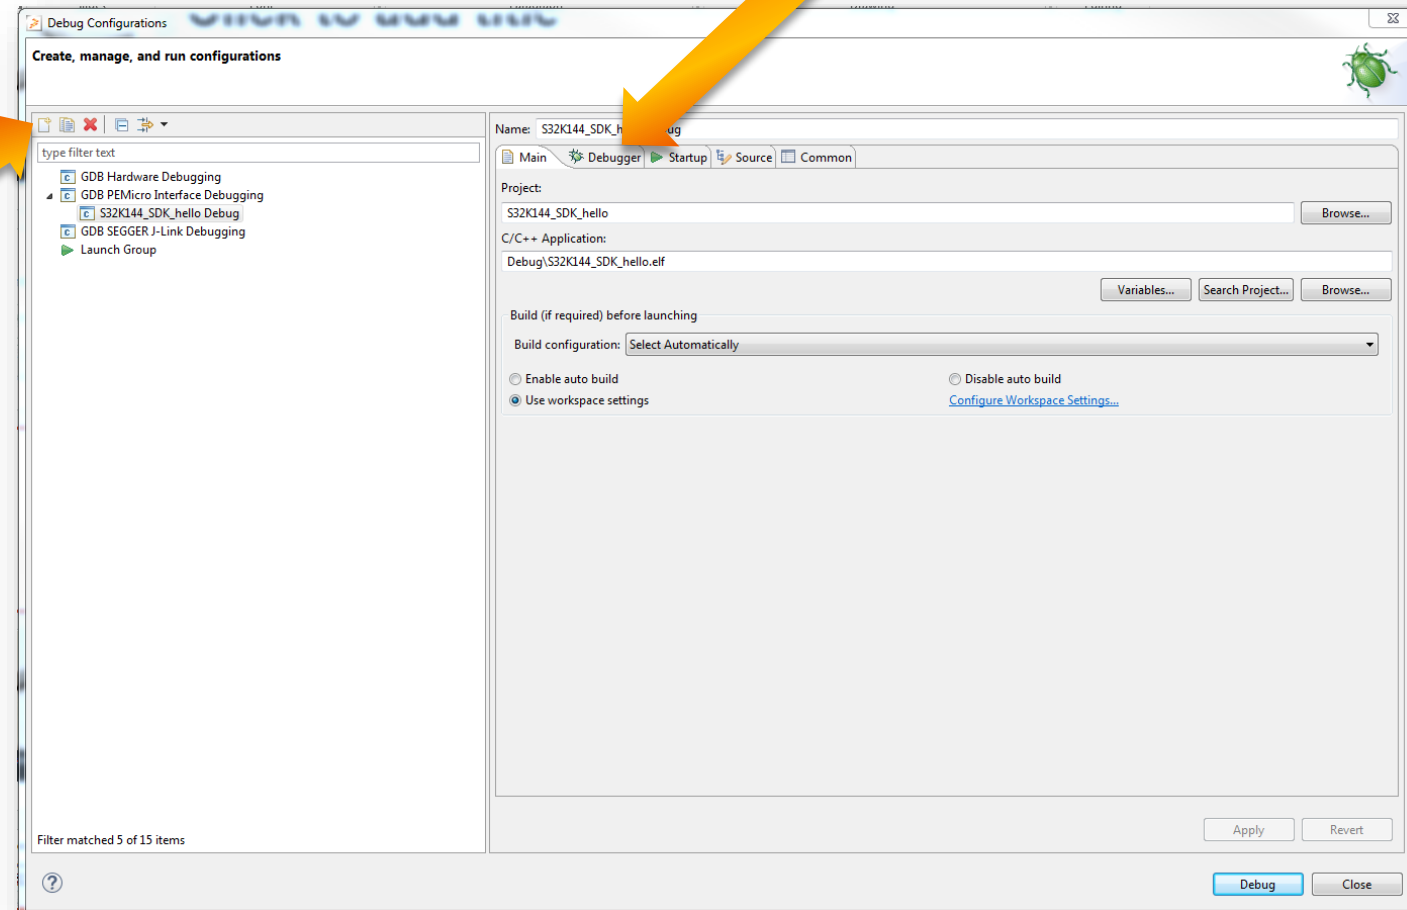 Debug Configurations
Create, manage, and run configurations
type filter text
GDB Hardware Debugging
GDB PEMicro Interface Debugging
S32K144_SDK_hello Debug
GDB SEGGER J-Link Debugging
Launch Group
Filter matched 5 of 15 items
Name: S32K144_SDK_h ug
Main Debugger Startup Source Common
Project:
S32K144_SDK_hello Browse...
C/C++ Application:
Debug\S32K144_SDK_hello.elf
Variables... Search Project... Browse...
Build (if required) before launching
Build configuration: Select Automatically
Enable auto build Disable auto build
Use workspace settings Configure Workspace Settings...
Apply Revert
Debug Close